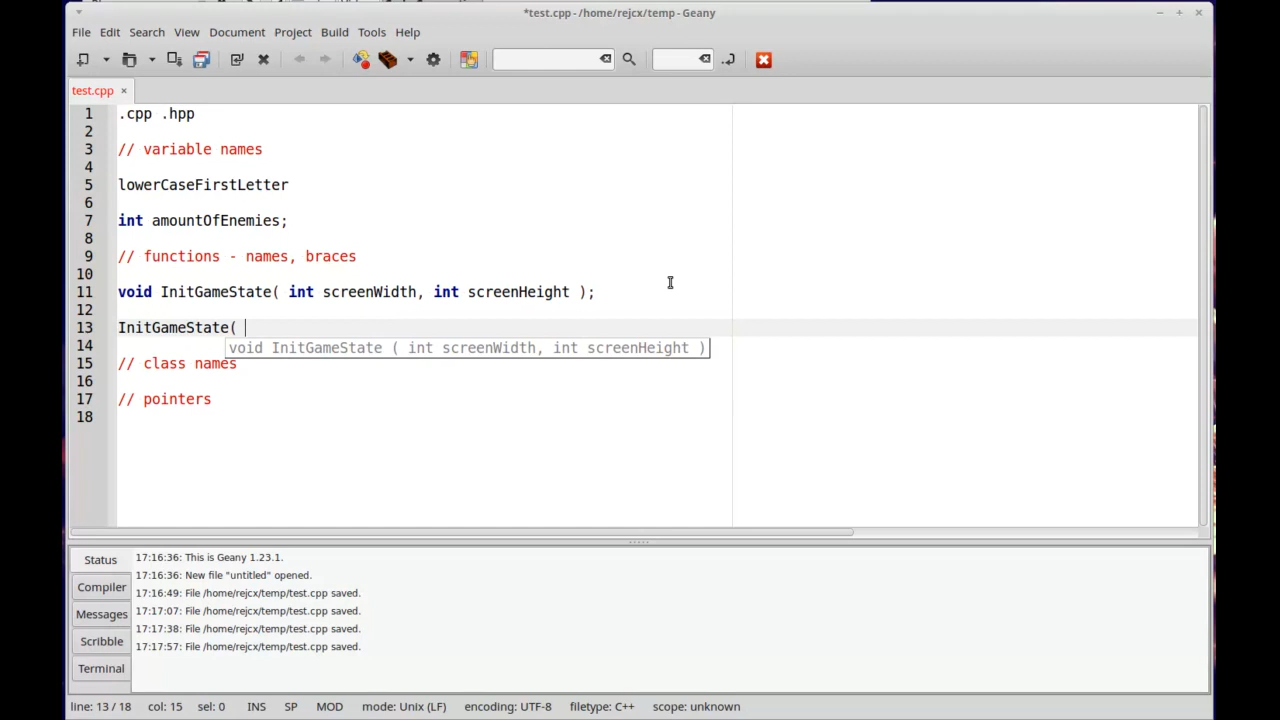 *test.cpp - /home/rejcx/temp - Geany
File Edit Search View Document Project Build Tools Help
test.cpp ×
1 .cpp .hpp
2
3 // variable names
4
5 lowerCaseFirstLetter
6
7 int amountOfEnemies;
8
9 // functions - names, braces
10
11 void InitGameState( int screenWidth, int screenHeight );
12
13 InitGameState(
void InitGameState ( int screenWidth, int screenHeight )
14
15 // class names
16
17 // pointers
18
Status
Compiler
Messages
Scribble
Terminal
17:16:36: This is Geany 1.23.1.
17:16:36: New file "untitled" opened.
17:16:49: File /home/rejcx/temp/test.cpp saved.
17:17:07: File /home/rejcx/temp/test.cpp saved.
17:17:38: File /home/rejcx/temp/test.cpp saved.
17:17:57: File /home/rejcx/temp/test.cpp saved.
line: 13 / 18 col: 15 sel: 0 INS SP MOD mode: Unix (LF) encoding: UTF-8 filetype: C++ scope: unknown